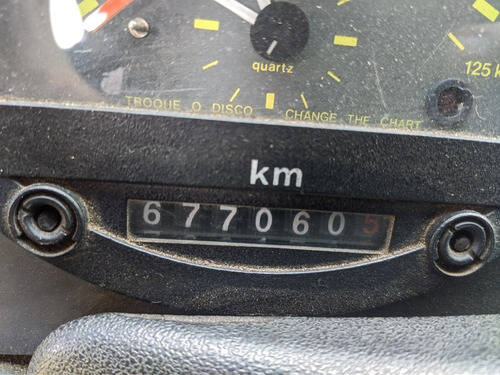 quartz
125 k
TROQUE O DISCO CHANGE THE CHART
km
6770605